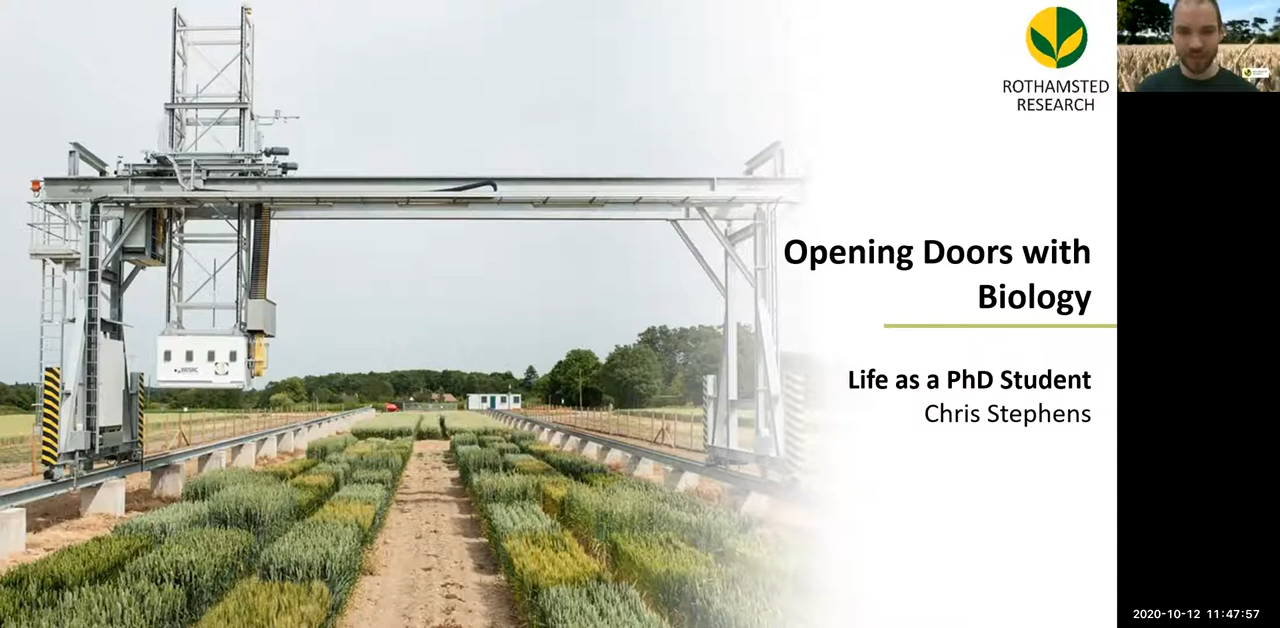 ROTHAMSTED
RESEARCH
Opening Doors with
Biology
Life as a PhD Student
Chris Stephens
2020-10-12 11:47:57